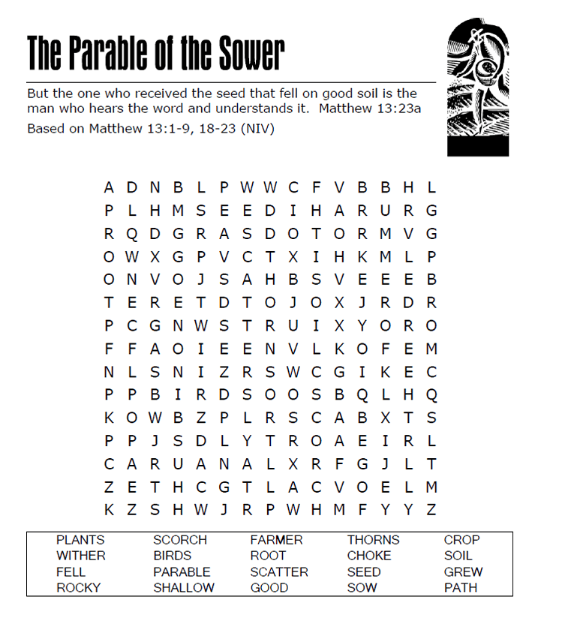 The Parable of the Sower
But the one who received the seed that fell on good soil is the
man who hears the word and understands it.  Matthew 13:23a
Based on Matthew 13:1-9, 18-23 (NIV)
A D N B L P W W C F V B B H L
P L H M S E E D I H A R U R G
R Q D G R A S D O T O R M V G
O W X G P V C T X I H K M L P
O N V O J S A H B S V E E E B
T E R E T D T O J O X J R D R
P C G N W S T R U I X Y O R O
F F A O I E E N V L K O F E M
N L S N I Z R S W C G I K E C
P P B I R D S O O S B Q L H Q
K O W B Z P L R S C A B X T S
P P J S D L Y T R O A E I R L
C A R U A N A L X R F G J L T
Z E T H C G T L A C V O E L M
K Z S H W J R P W H M F Y Y Z
PLANTS SCORCH FARMER THORNS CROP
WITHER BIRDS ROOT CHOKE SOIL
FELL PARABLE SCATTER SEED GREW
ROCKY SHALLOW GOOD SOW PATH